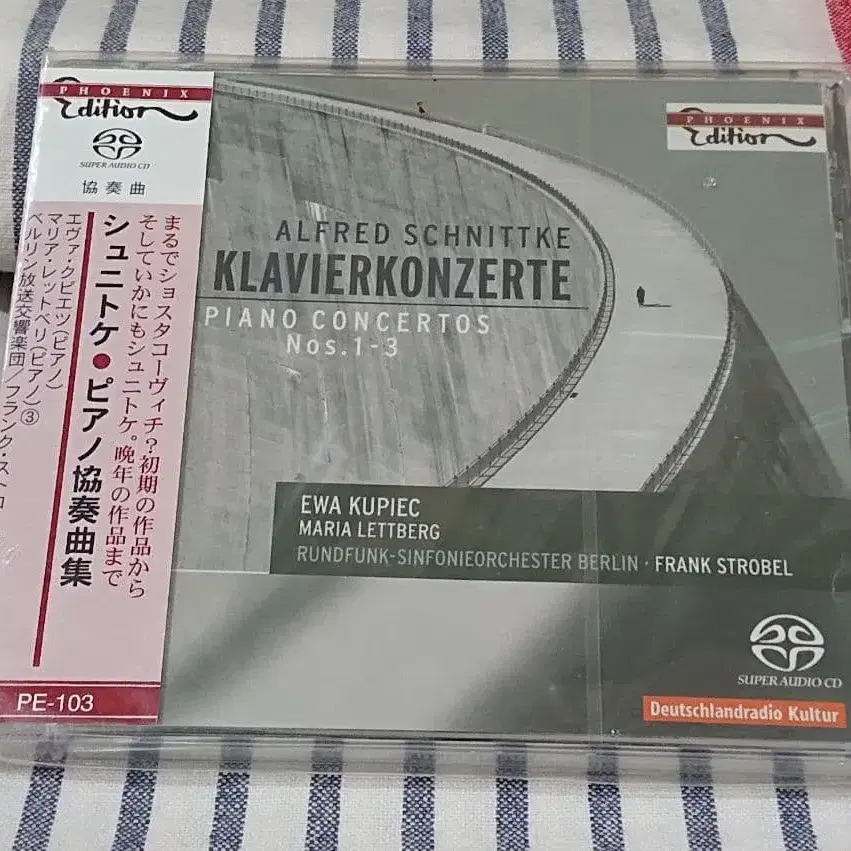 PHOENIX
Edition
SUPER AUDIO CD
協奏曲
まるでショスタコーヴィチ?初期の作品から
そしていかにもシュニトケ。晩年の作品まで
シュニトケ●ピアノ協奏曲集
エヴァ・クピエツ(ピアノ)
マリア・レットベリ(ピアノ)③
ベルリン放送交響楽団/フランク・ストロ
PE-103
PHOENIX
Edition
ALFRED SCHNITTKE
KLAVIERKONZERTE
PIANO CONCERTOS
Nos.1-3
EWA KUPIEC
MARIA LETTBERG
RUNDFUNK-SINFONIEORCHESTER BERLIN · FRANK STROBEL
SUPER AUDIO CD
Deutschlandradio Kultur